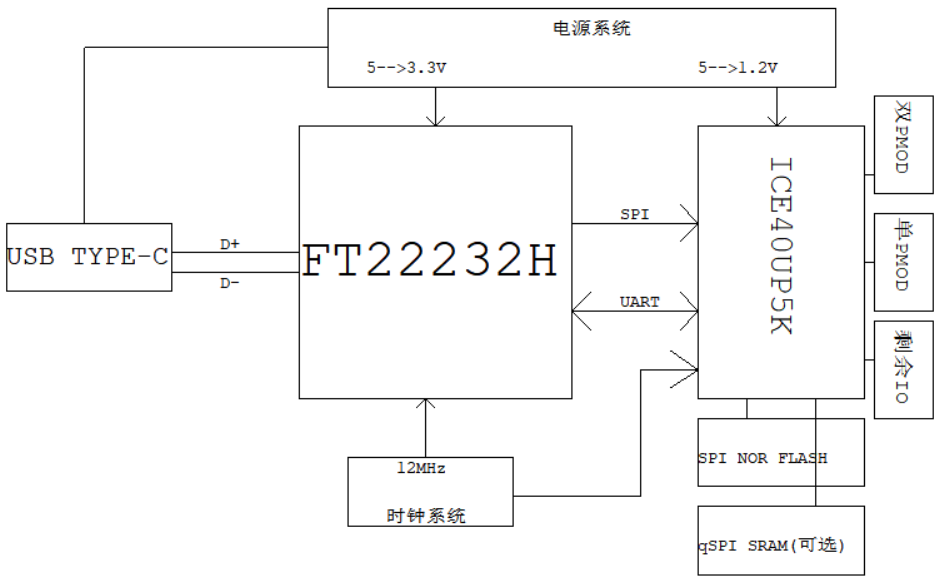 电源系统
5-->3.3V
5-->1.2V
双PMOD
ICE40UP5K
SPI
单PMOD
D+
USB TYPE-C
FT22232H
D-
UART
剩余IO
12MHz
时钟系统
SPI NOR FLASH
qSPI SRAM(可选)